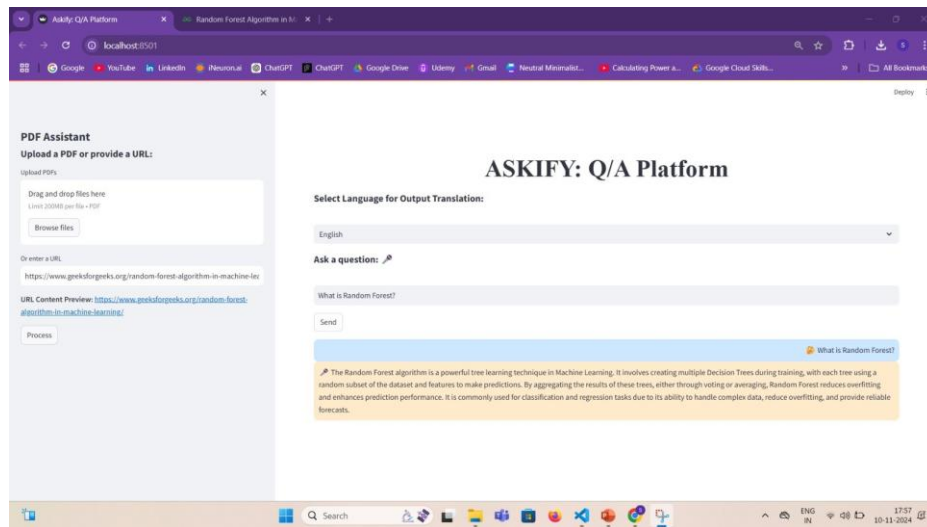 Askify: Q/A Platform
Random Forest Algorithm in M
localhost:8501
Google
YouTube
LinkedIn
iNeuron.ai
ChatGPT
ChatGPT
Google Drive
Udemy
Gmail
Neutral Minimalist...
Calculating Power a...
Google Cloud Skills...
All Bookmark
Deploy
PDF Assistant
Upload a PDF or provide a URL:
Upload PDFs
Drag and drop files here
Limit 200MB per file • PDF
Browse files
Or enter a URL
https://www.geeksforgeeks.org/random-forest-algorithm-in-machine-lea
URL Content Preview: https://www.geeksforgeeks.org/random-forest-
algorithm-in-machine-learning/
Process
ASKIFY: Q/A Platform
Select Language for Output Translation:
English
Ask a question:
What is Random Forest?
Send
What is Random Forest?
The Random Forest algorithm is a powerful tree learning technique in Machine Learning. It involves creating multiple Decision Trees during training, with each tree using a
random subset of the dataset and features to make predictions. By aggregating the results of these trees, either through voting or averaging, Random Forest reduces overfitting
and enhances prediction performance. It is commonly used for classification and regression tasks due to its ability to handle complex data, reduce overfitting, and provide reliable
forecasts.
Search
ENG
IN
17:57
10-11-2024